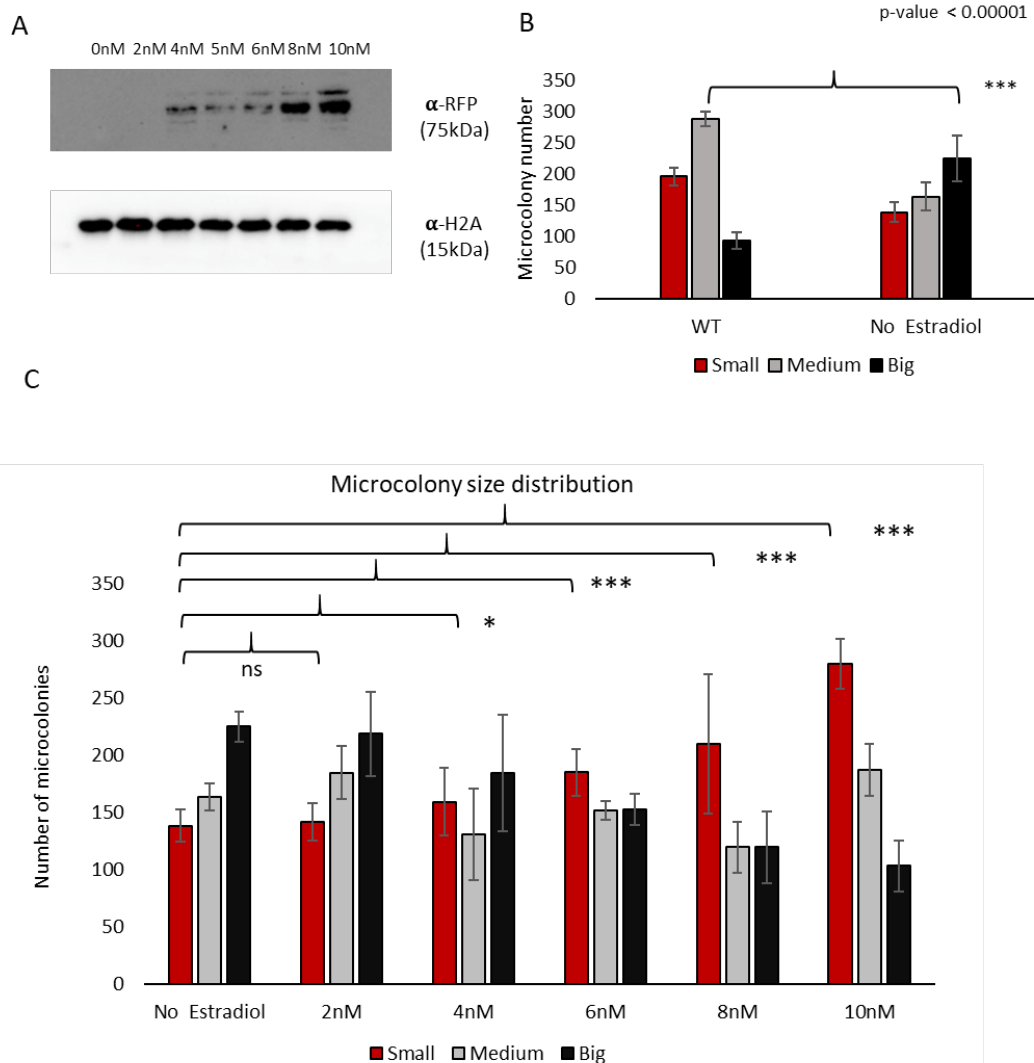 A
0nM 2nM 4nM 5nM 6nM 8nM 10nM
α-RFP
(75kDa)
α-H2A
(15kDa)
B
p-value < 0.00001
***
Microcolony number
350
300
250
200
150
100
50
0
WT No Estradiol
Small Medium Big
C
Microcolony size distribution
***
***
***
*
ns
Number of microcolonies
350
300
250
200
150
100
50
0
No Estradiol 2nM 4nM 6nM 8nM 10nM
Small Medium Big